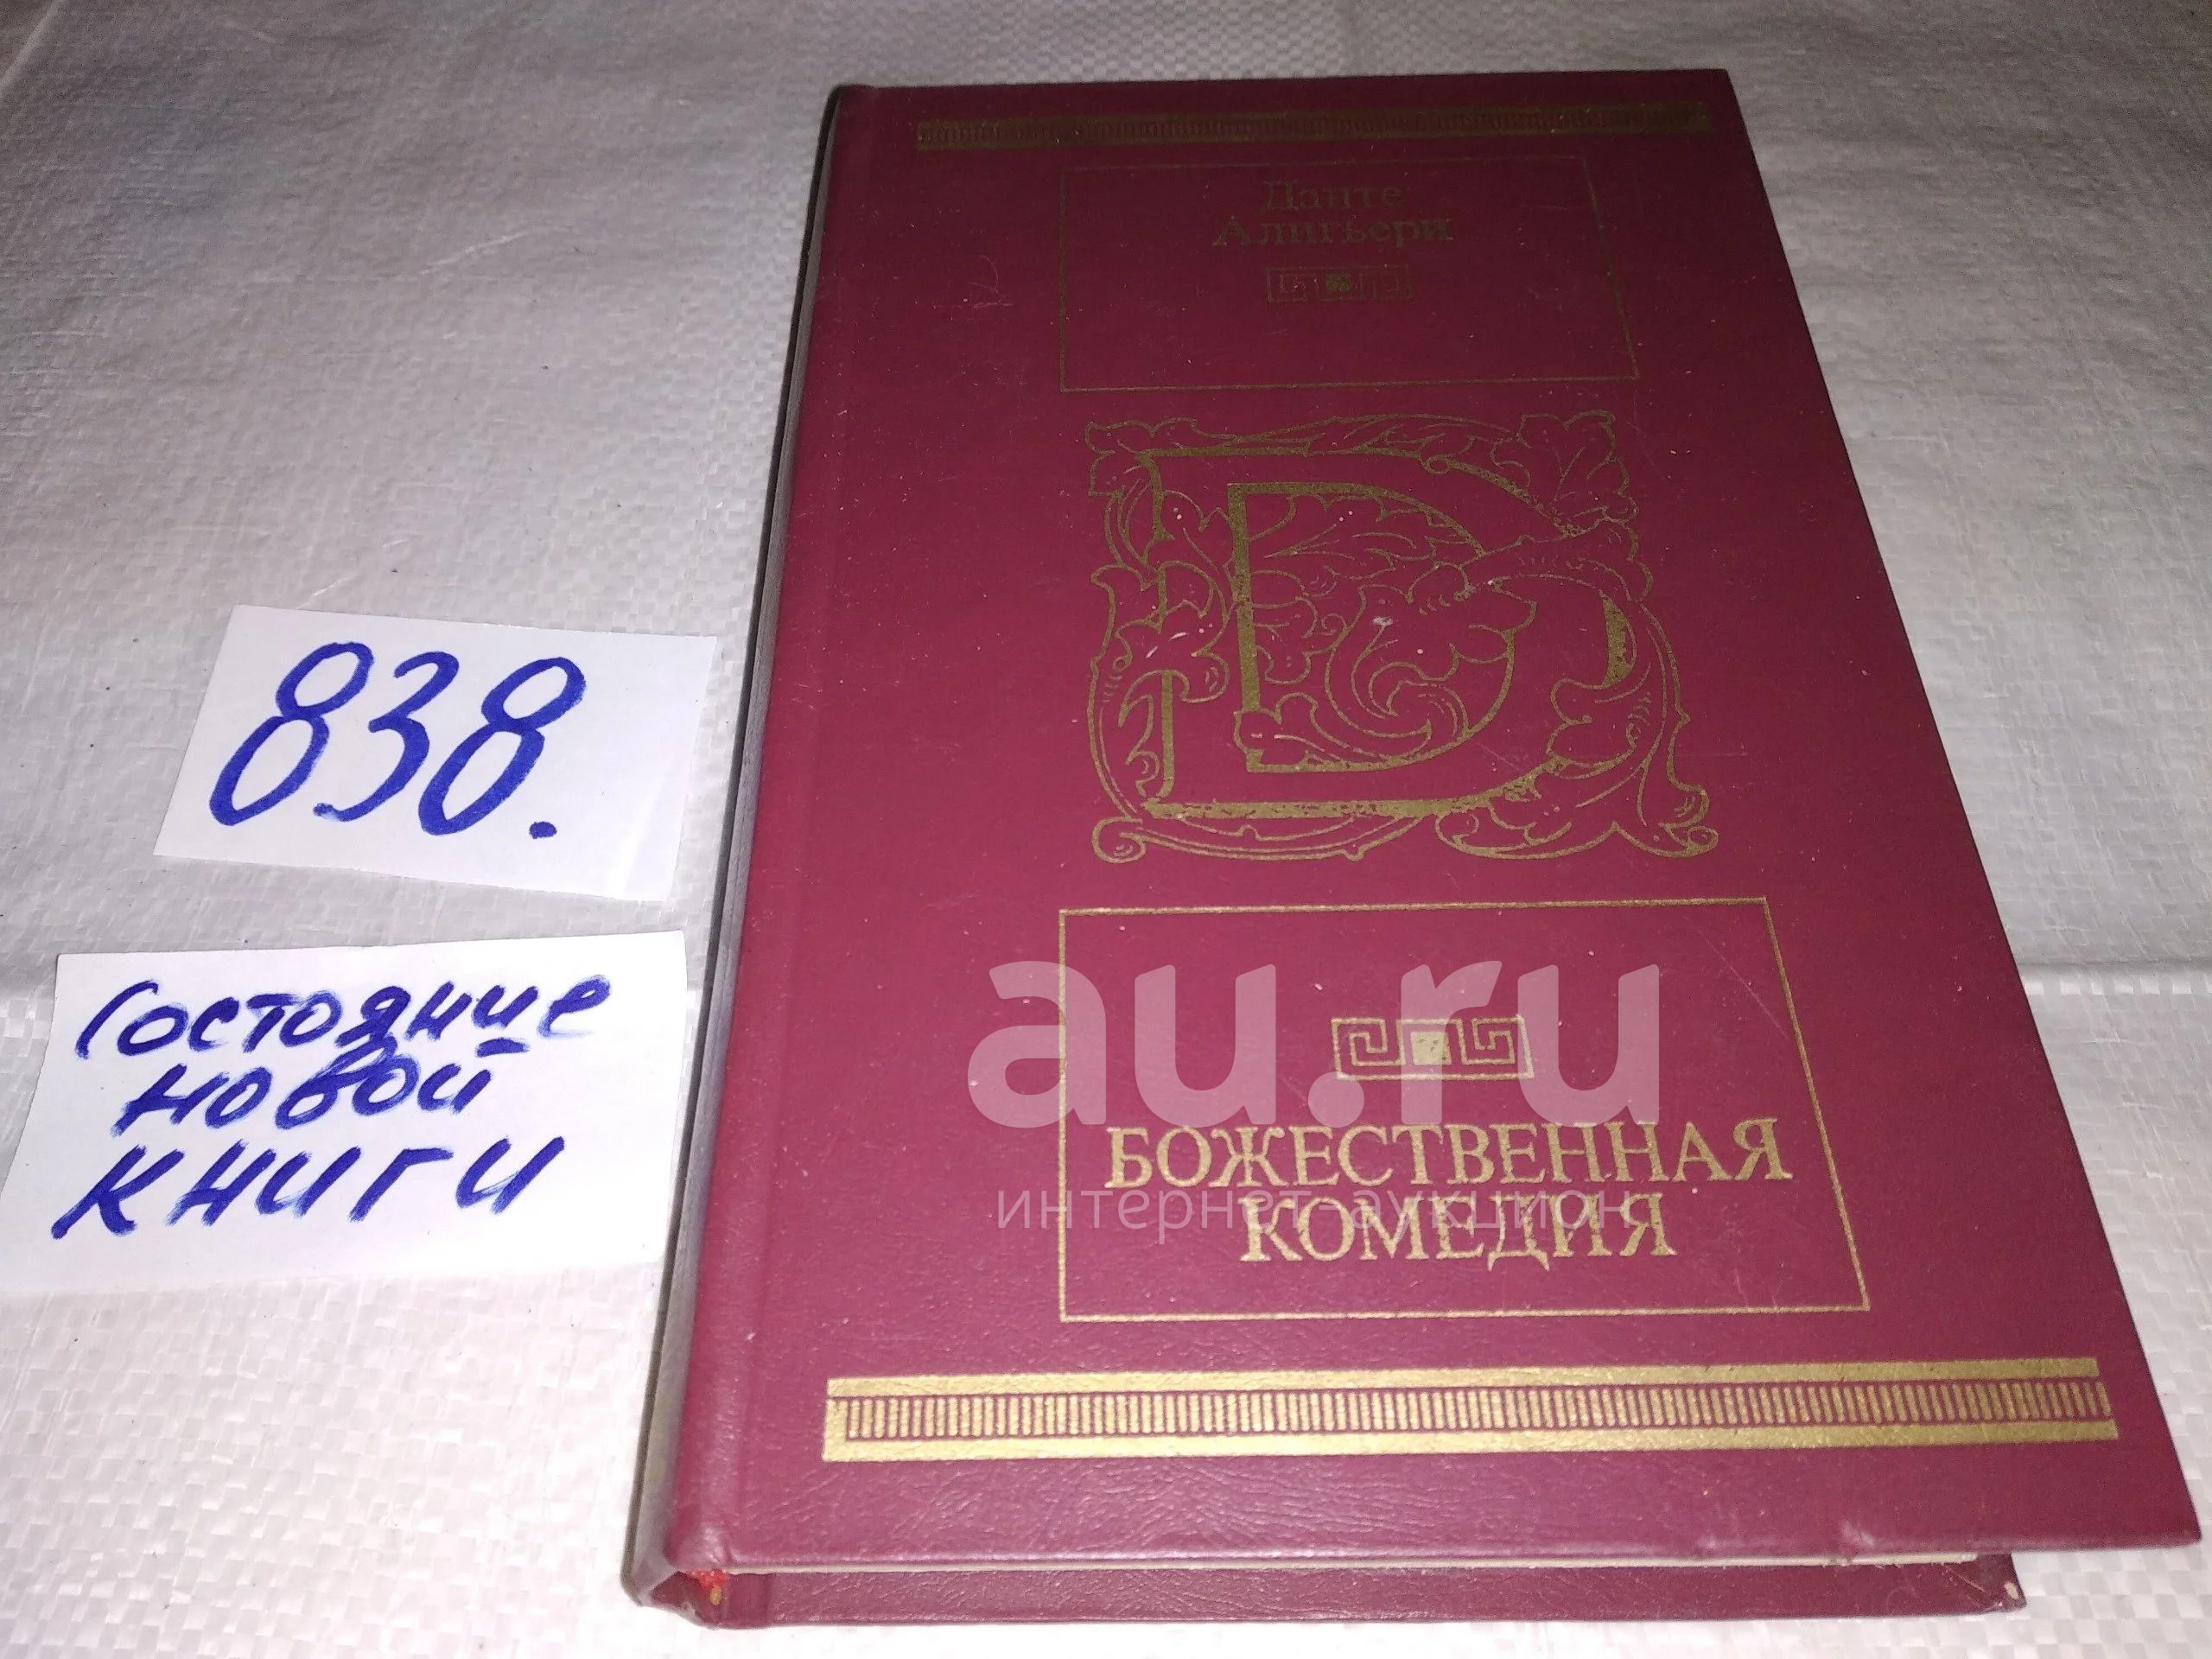 Данте
Алигьери
D
838.
Состояние
новой
книги
au.ru
БОЖЕСТВЕННАЯ
интернет-аукцион
КОМЕДИЯ